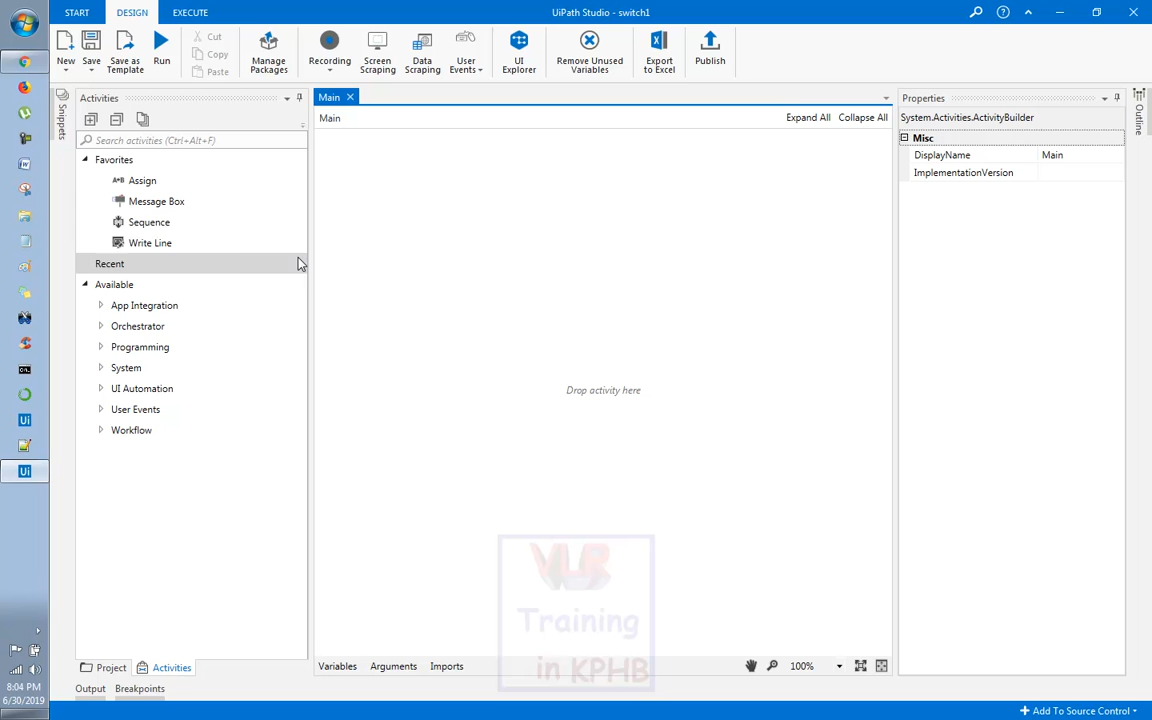 START
DESIGN
EXECUTE
UiPath Studio - switch1
New
Save
Save as
Template
Run
Cut
Copy
Paste
Manage
Packages
Recording
Screen
Scraping
Data
Scraping
User
Events
UI
Explorer
Remove Unused
Variables
Export
to Excel
Publish
Snippets
Activities
Search activities (Ctrl+Alt+F)
Favorites
A+B Assign
Message Box
Sequence
Write Line
Recent
Available
App Integration
Orchestrator
Programming
System
UI Automation
User Events
Workflow
Project
Activities
Output
Breakpoints
Main
Main
Expand All
Collapse All
Drop activity here
VLR
Training
in KPHB
Variables
Arguments
Imports
100%
Properties
System.Activities.ActivityBuilder
Misc
DisplayName
Main
ImplementationVersion
Outline
8:04 PM
6/30/2019
Add To Source Control